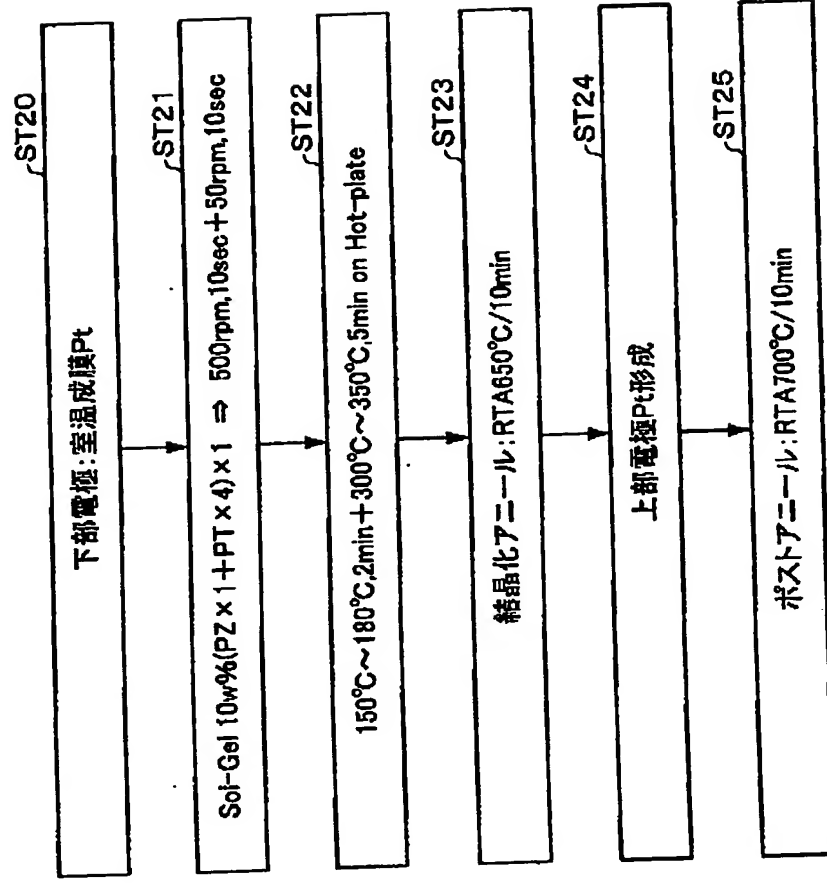 ST20
下部電極:室温成膜Pt
ST21
Sol-Gel 10w%(PZ×1+PT×4)×1 ⇒ 500rpm,10sec+50rpm,10sec
ST22
150℃~180℃,2min+300℃~350℃,5min on Hot-plate
ST23
結晶化アニール:RTA650℃/10min
ST24
上部電極Pt形成
ST25
ポストアニール:RTA700℃/10min